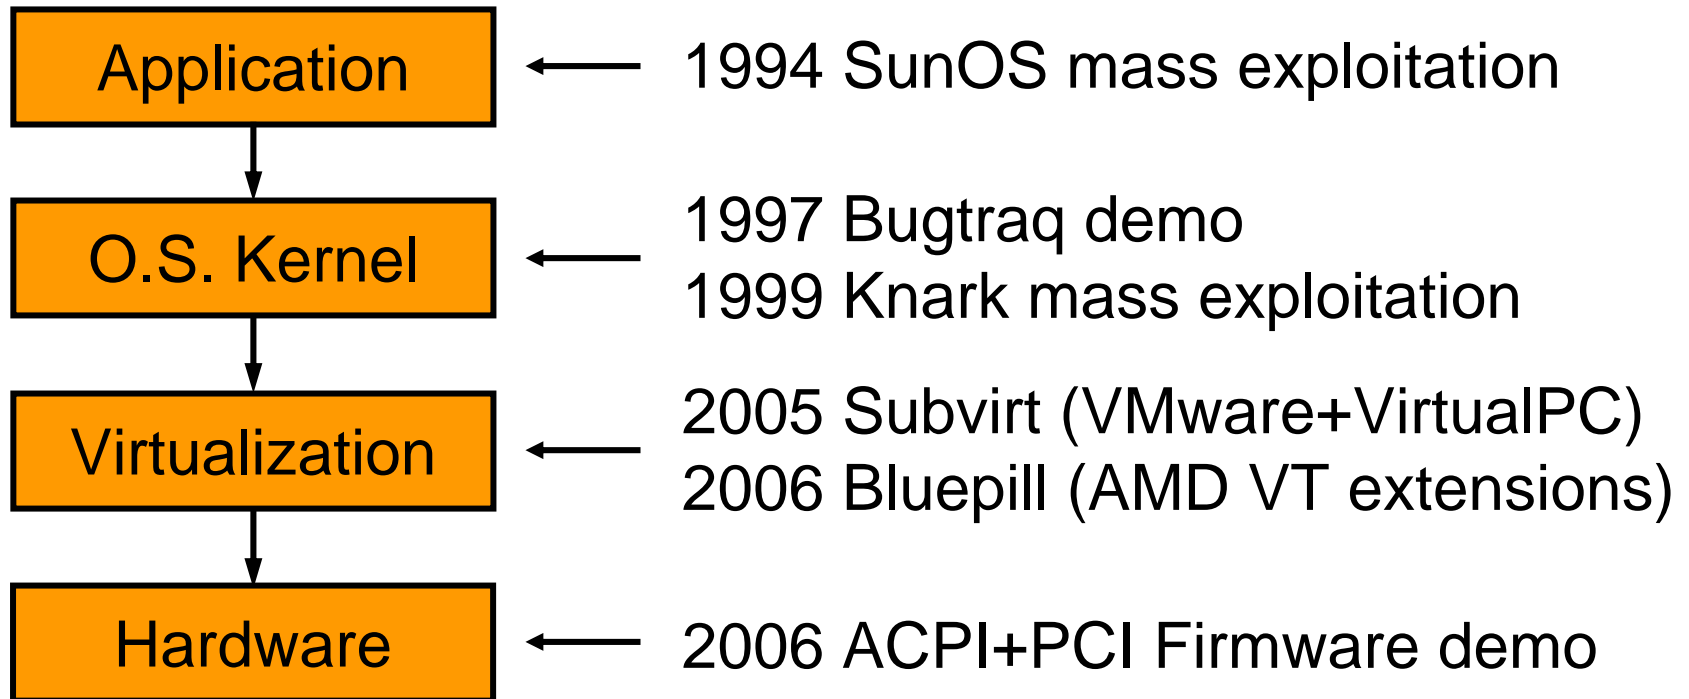 Application
1994 SunOS mass exploitation
O.S. Kernel
1997 Bugtraq demo
1999 Knark mass exploitation
Virtualization
2005 Subvirt (VMware+VirtualPC)
2006 Bluepill (AMD VT extensions)
Hardware
2006 ACPI+PCI Firmware demo